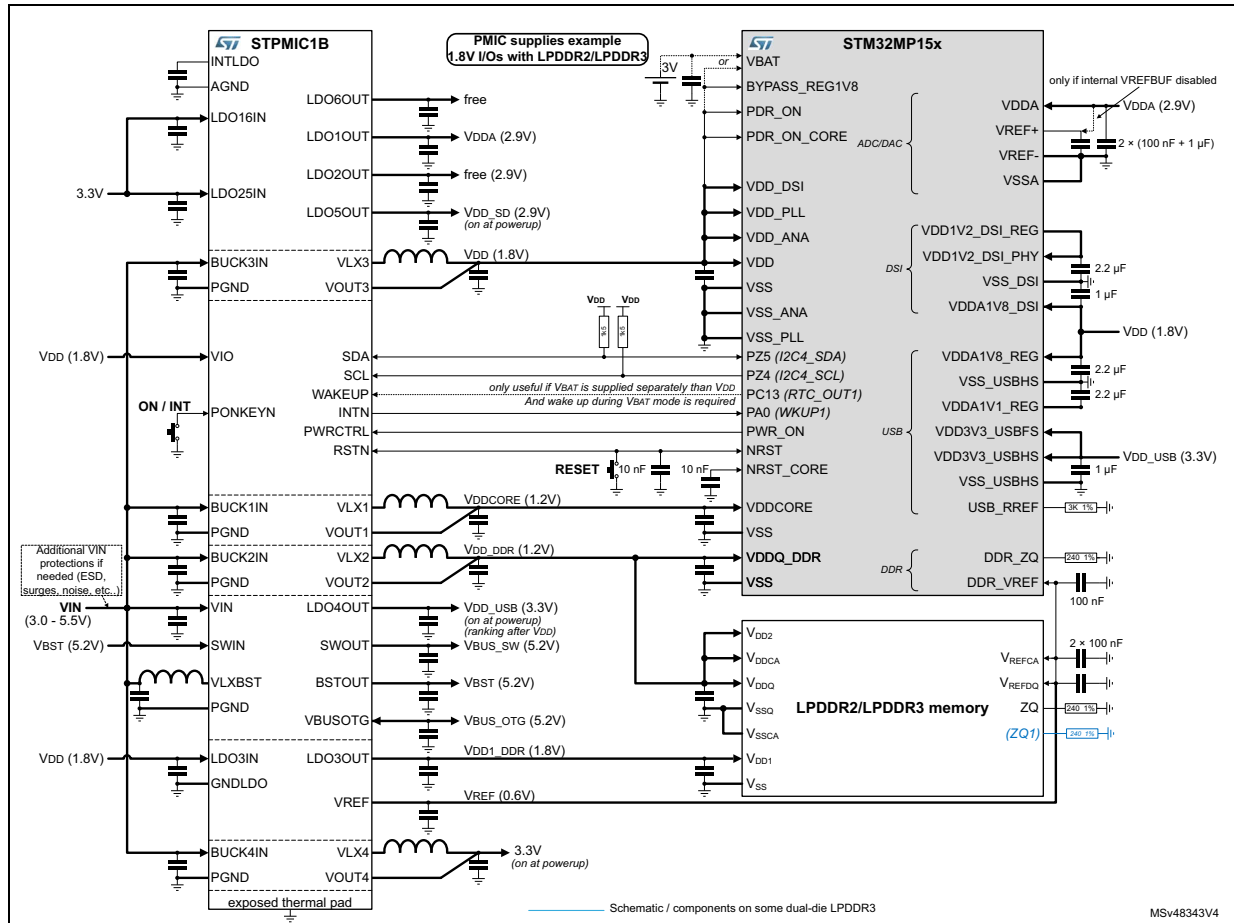 STPMIC1B
PMIC supplies example
1.8V I/Os with LPDDR2/LPDDR3
STM32MP15x
INTLDO
AGND
LDO16IN
3.3V
LDO25IN
BUCK3IN
PGND
VDD (1.8V)
VIO
ON / INT
PONKEYN
BUCK1IN
PGND
BUCK2IN
PGND
Additional VIN
protections if
needed (ESD,
surges, noise, etc..)
VIN
(3.0 - 5.5V)
VIN
VBST (5.2V)
SWIN
VLXBST
PGND
VDD (1.8V)
LDO3IN
GNDLDO
BUCK4IN
PGND
exposed thermal pad
LDO6OUT
free
LDO1OUT
VDDA (2.9V)
LDO2OUT
free (2.9V)
LDO5OUT
VDD_SD (2.9V)
(on at powerup)
VLX3
VDD (1.8V)
VOUT3
VDD
VDD
1k5
1k5
SDA
SCL
WAKEUP
only useful if VBAT is supplied separately than VDD
And wake up during VBAT mode is required
INTN
PWRCTRL
RSTN
RESET
10 nF
10 nF
VLX1
VDDCORE (1.2V)
VOUT1
VLX2
VDD_DDR (1.2V)
VOUT2
LDO4OUT
VDD_USB (3.3V)
(on at powerup)
(ranking after VDD)
SWOUT
VBUS_SW (5.2V)
BSTOUT
VBST (5.2V)
VBUSOTG
VBUS_OTG (5.2V)
LDO3OUT
VDD1_DDR (1.8V)
VREF
VREF (0.6V)
VLX4
3.3V
(on at powerup)
VOUT4
3V
or
VBAT
BYPASS_REG1V8
PDR_ON
PDR_ON_CORE
VDD_DSI
VDD_PLL
VDD_ANA
VDD
VSS
VSS_ANA
VSS_PLL
PZ5 (I2C4_SDA)
PZ4 (I2C4_SCL)
PC13 (RTC_OUT1)
PA0 (WKUP1)
PWR_ON
NRST
NRST_CORE
VDDCORE
VSS
VDDQ_DDR
VSS
only if internal VREFBUF disabled
ADC/DAC
VDDA
VDDA (2.9V)
VREF+
2 × (100 nF + 1 µF)
VREF-
VSSA
DSI
VDD1V2_DSI_REG
VDD1V2_DSI_PHY
2.2 µF
VSS_DSI
1 µF
VDDA1V8_DSI
VDD (1.8V)
USB
VDDA1V8_REG
2.2 µF
VSS_USBHS
2.2 µF
VDDA1V1_REG
VDD3V3_USBFS
VDD3V3_USBHS
VDD_USB (3.3V)
1 µF
VSS_USBHS
USB_RREF
3K 1%
DDR
DDR_ZQ
240 1%
DDR_VREF
100 nF
VDD2
VDDCA
VDDQ
VSSQ
VSSCA
VDD1
VSS
LPDDR2/LPDDR3 memory
2 × 100 nF
VREFCA
VREFDQ
ZQ
240 1%
(ZQ1)
240 1%
Schematic / components on some dual-die LPDDR3
MSv48343V4